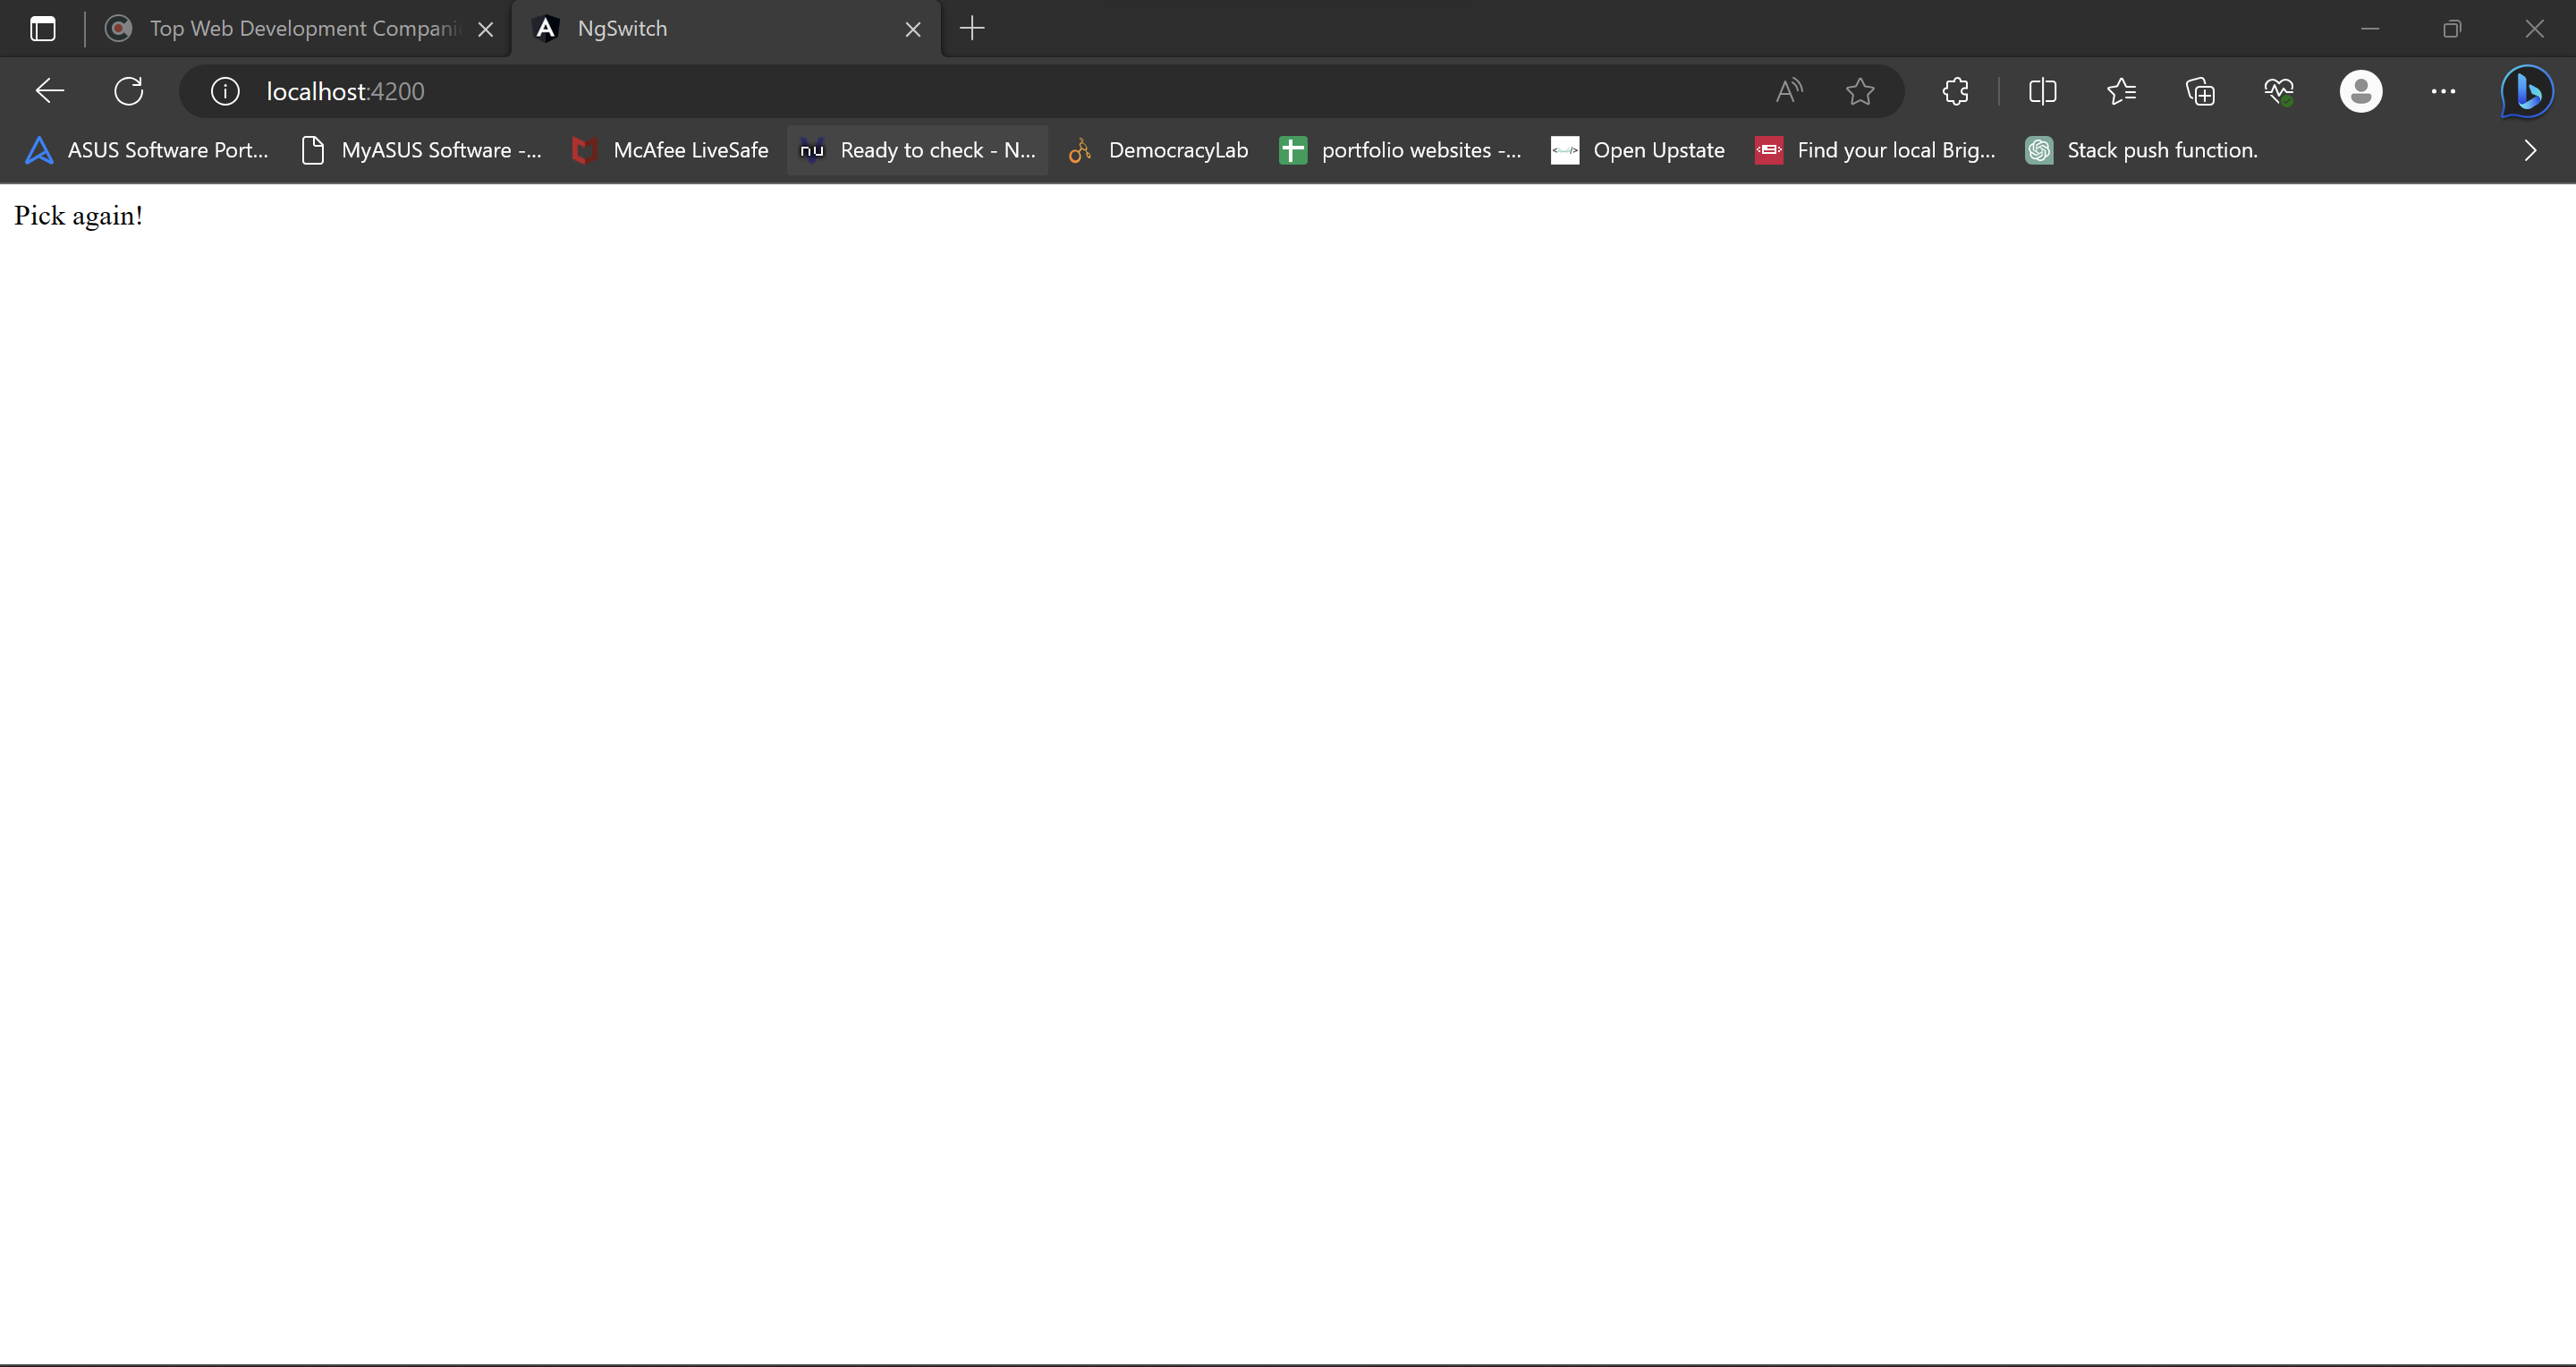 Top Web Development Compani
NgSwitch
localhost:4200
ASUS Software Port...
MyASUS Software -...
McAfee LiveSafe
nu
Ready to check - N...
DemocracyLab
portfolio websites -...
Open Upstate
Find your local Brig...
Stack push function.
Pick again!